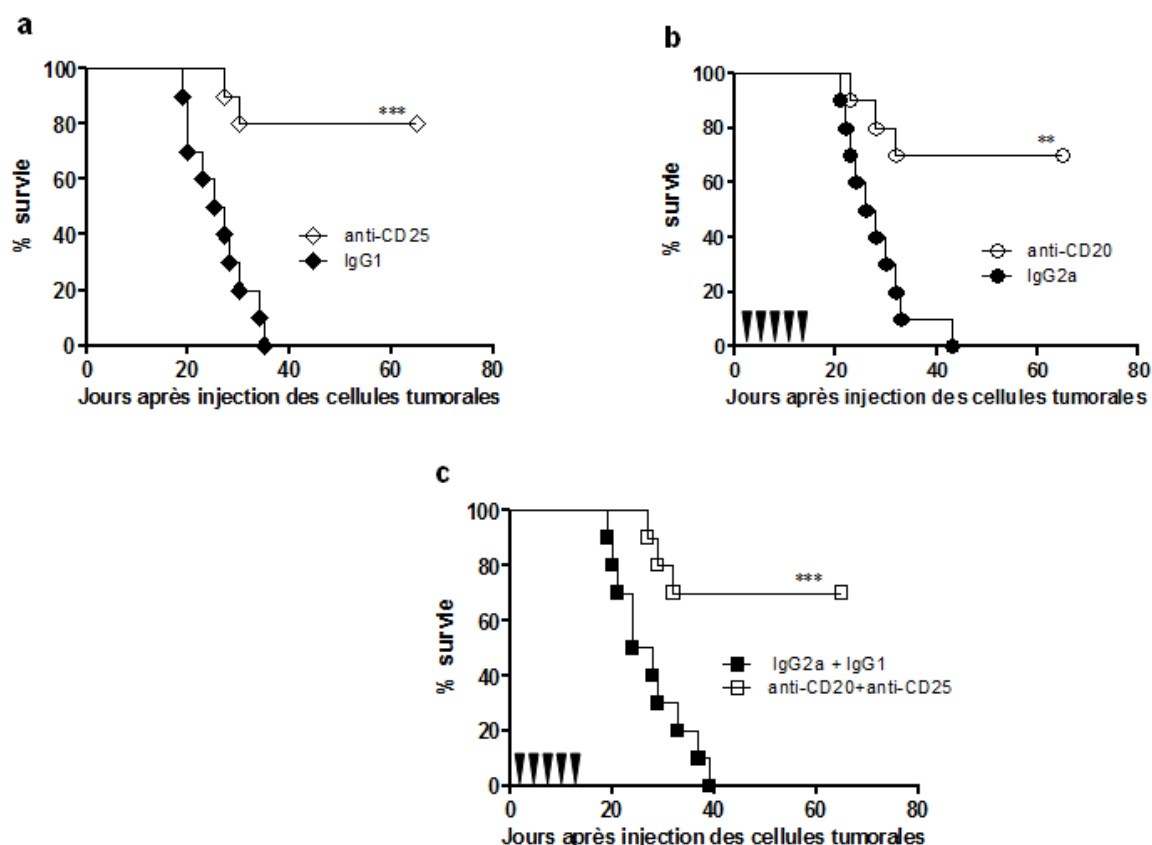 a
100
80
60
40
20
0
% survie
***
anti-CD25
IgG1
0 20 40 60 80
Jours après injection des cellules tumorales
b
100
80
60
40
20
0
% survie
**
anti-CD20
IgG2a
0 20 40 60 80
Jours après injection des cellules tumorales
c
100
80
60
40
20
0
% survie
***
IgG2a + IgG1
anti-CD20+anti-CD25
0 20 40 60 80
Jours après injection des cellules tumorales